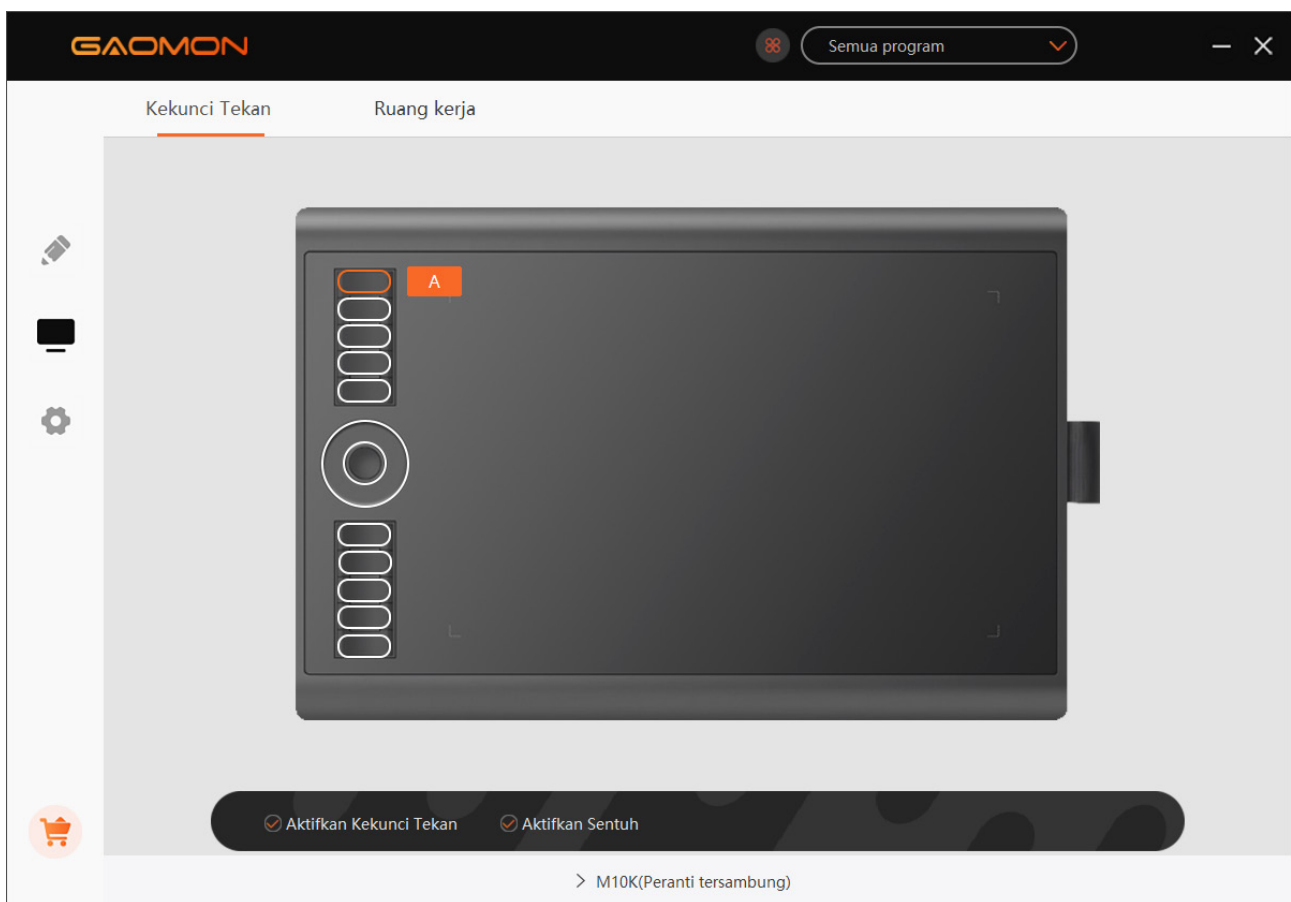 GAOMON
Semua program
Kekunci Tekan
Ruang kerja
A
Aktifkan Kekunci Tekan
Aktifkan Sentuh
M10K(Peranti tersambung)